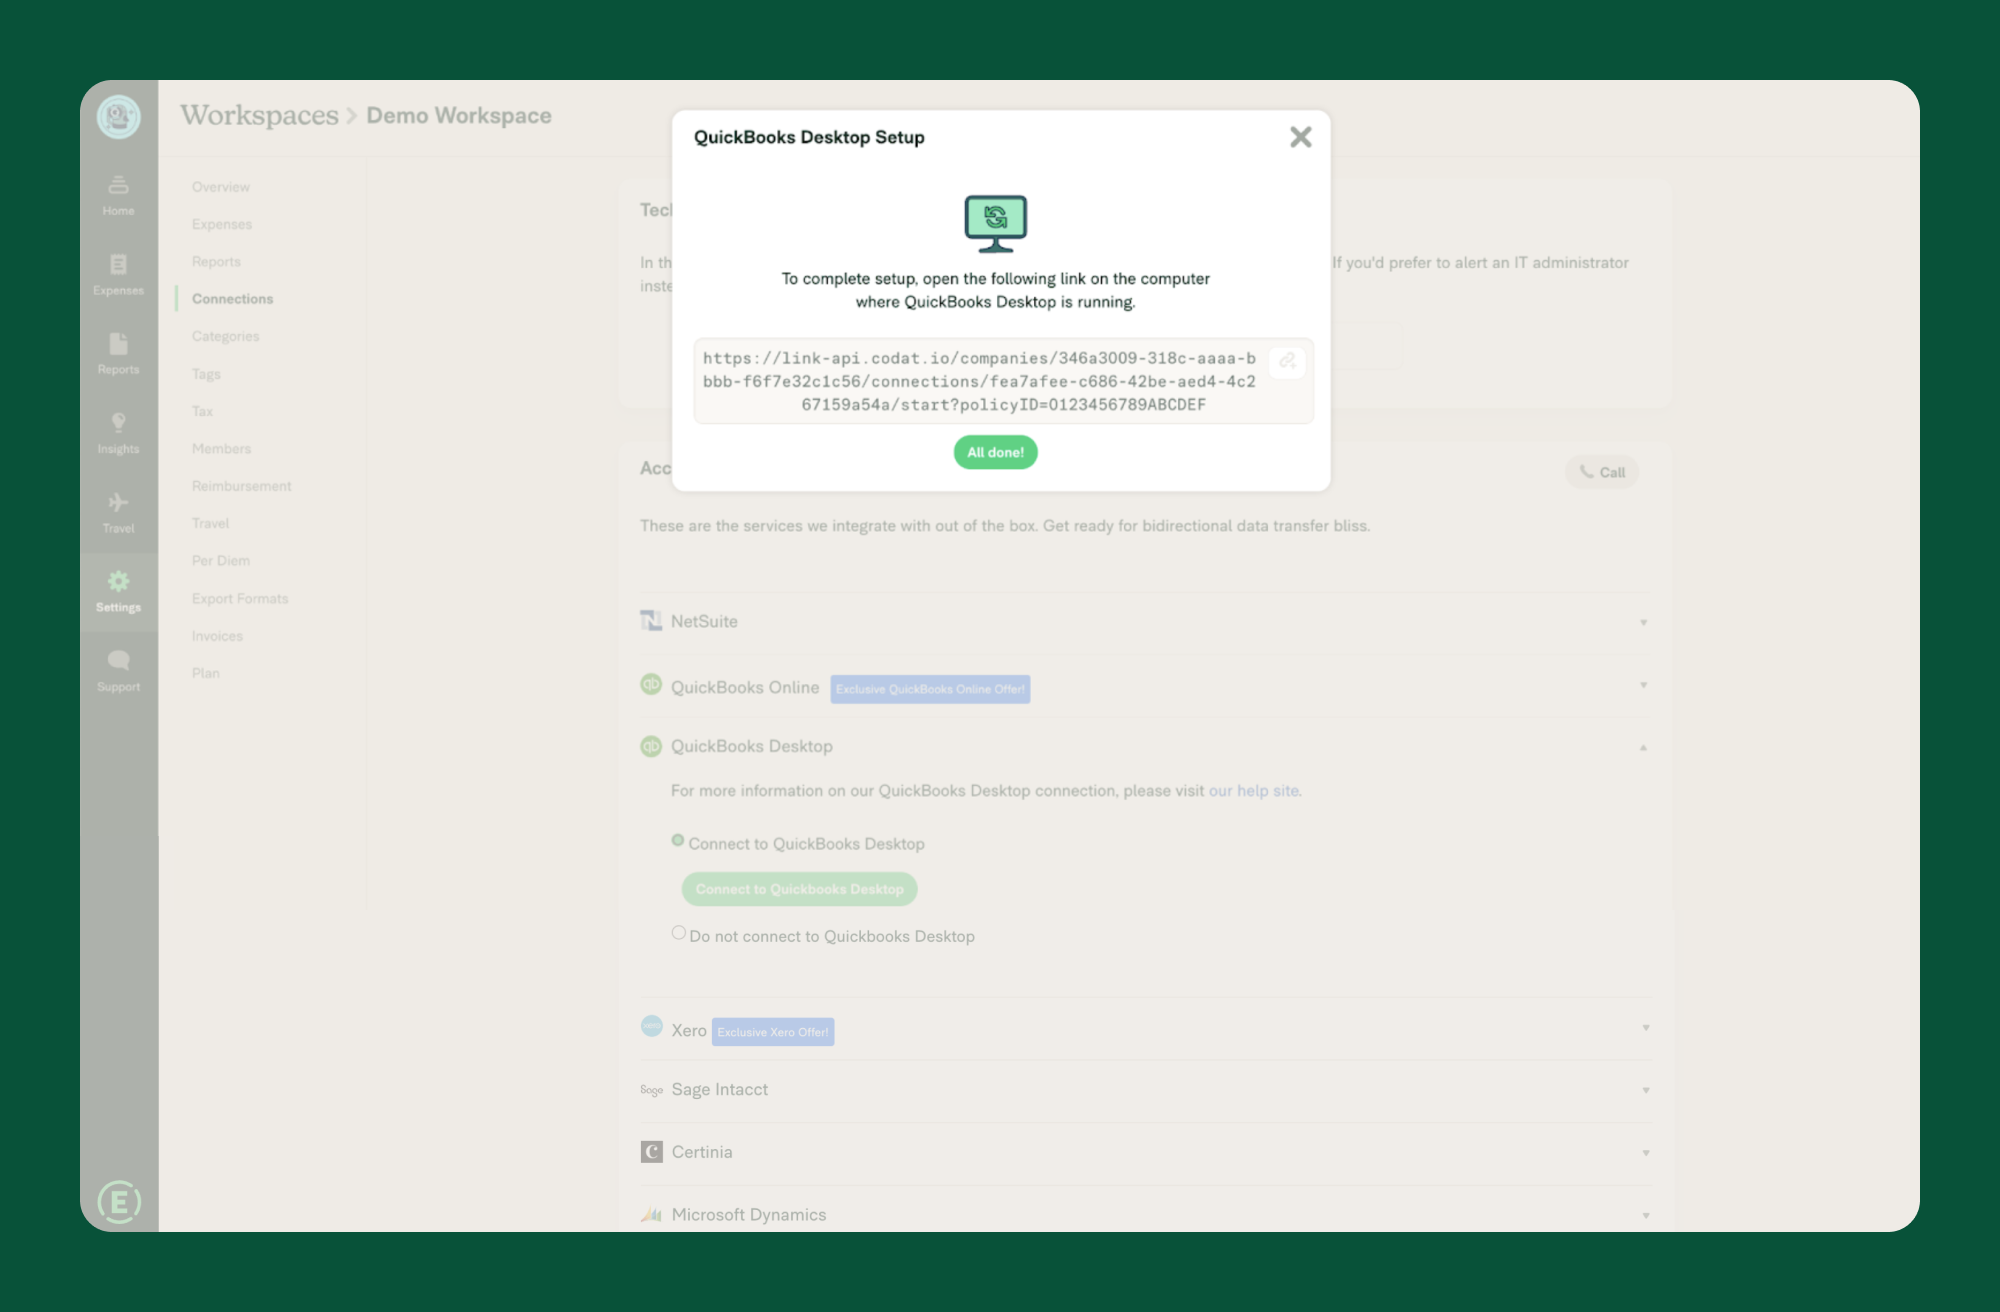 Workspaces > Demo Workspace
Home
Expenses
Reports
Insights
Travel
Settings
Support
E
Overview
Expenses
Reports
Connections
Categories
Tags
Tax
Members
Reimbursement
Travel
Per Diem
Export Formats
Invoices
Plan
QuickBooks Desktop Setup
To complete setup, open the following link on the computer
where QuickBooks Desktop is running.
https://link-api.codat.io/companies/346a3009-318c-aaaa-b
bbb-f6f7e32c1c56/connections/fea7afee-c686-42be-aed4-4c2
67159a54a/start?policyID=0123456789ABCDEF
All done!
In th
If you'd prefer to alert an IT administrator
inste
Acc
Call
These are the services we integrate with out of the box. Get ready for bidirectional data transfer bliss.
NetSuite
qb QuickBooks Online Exclusive QuickBooks Online Offer!
qb QuickBooks Desktop
For more information on our QuickBooks Desktop connection, please visit our help site.
Connect to QuickBooks Desktop
Connect to Quickbooks Desktop
Do not connect to Quickbooks Desktop
xero Xero Exclusive Xero Offer!
Sage Sage Intacct
C Certinia
Microsoft Dynamics